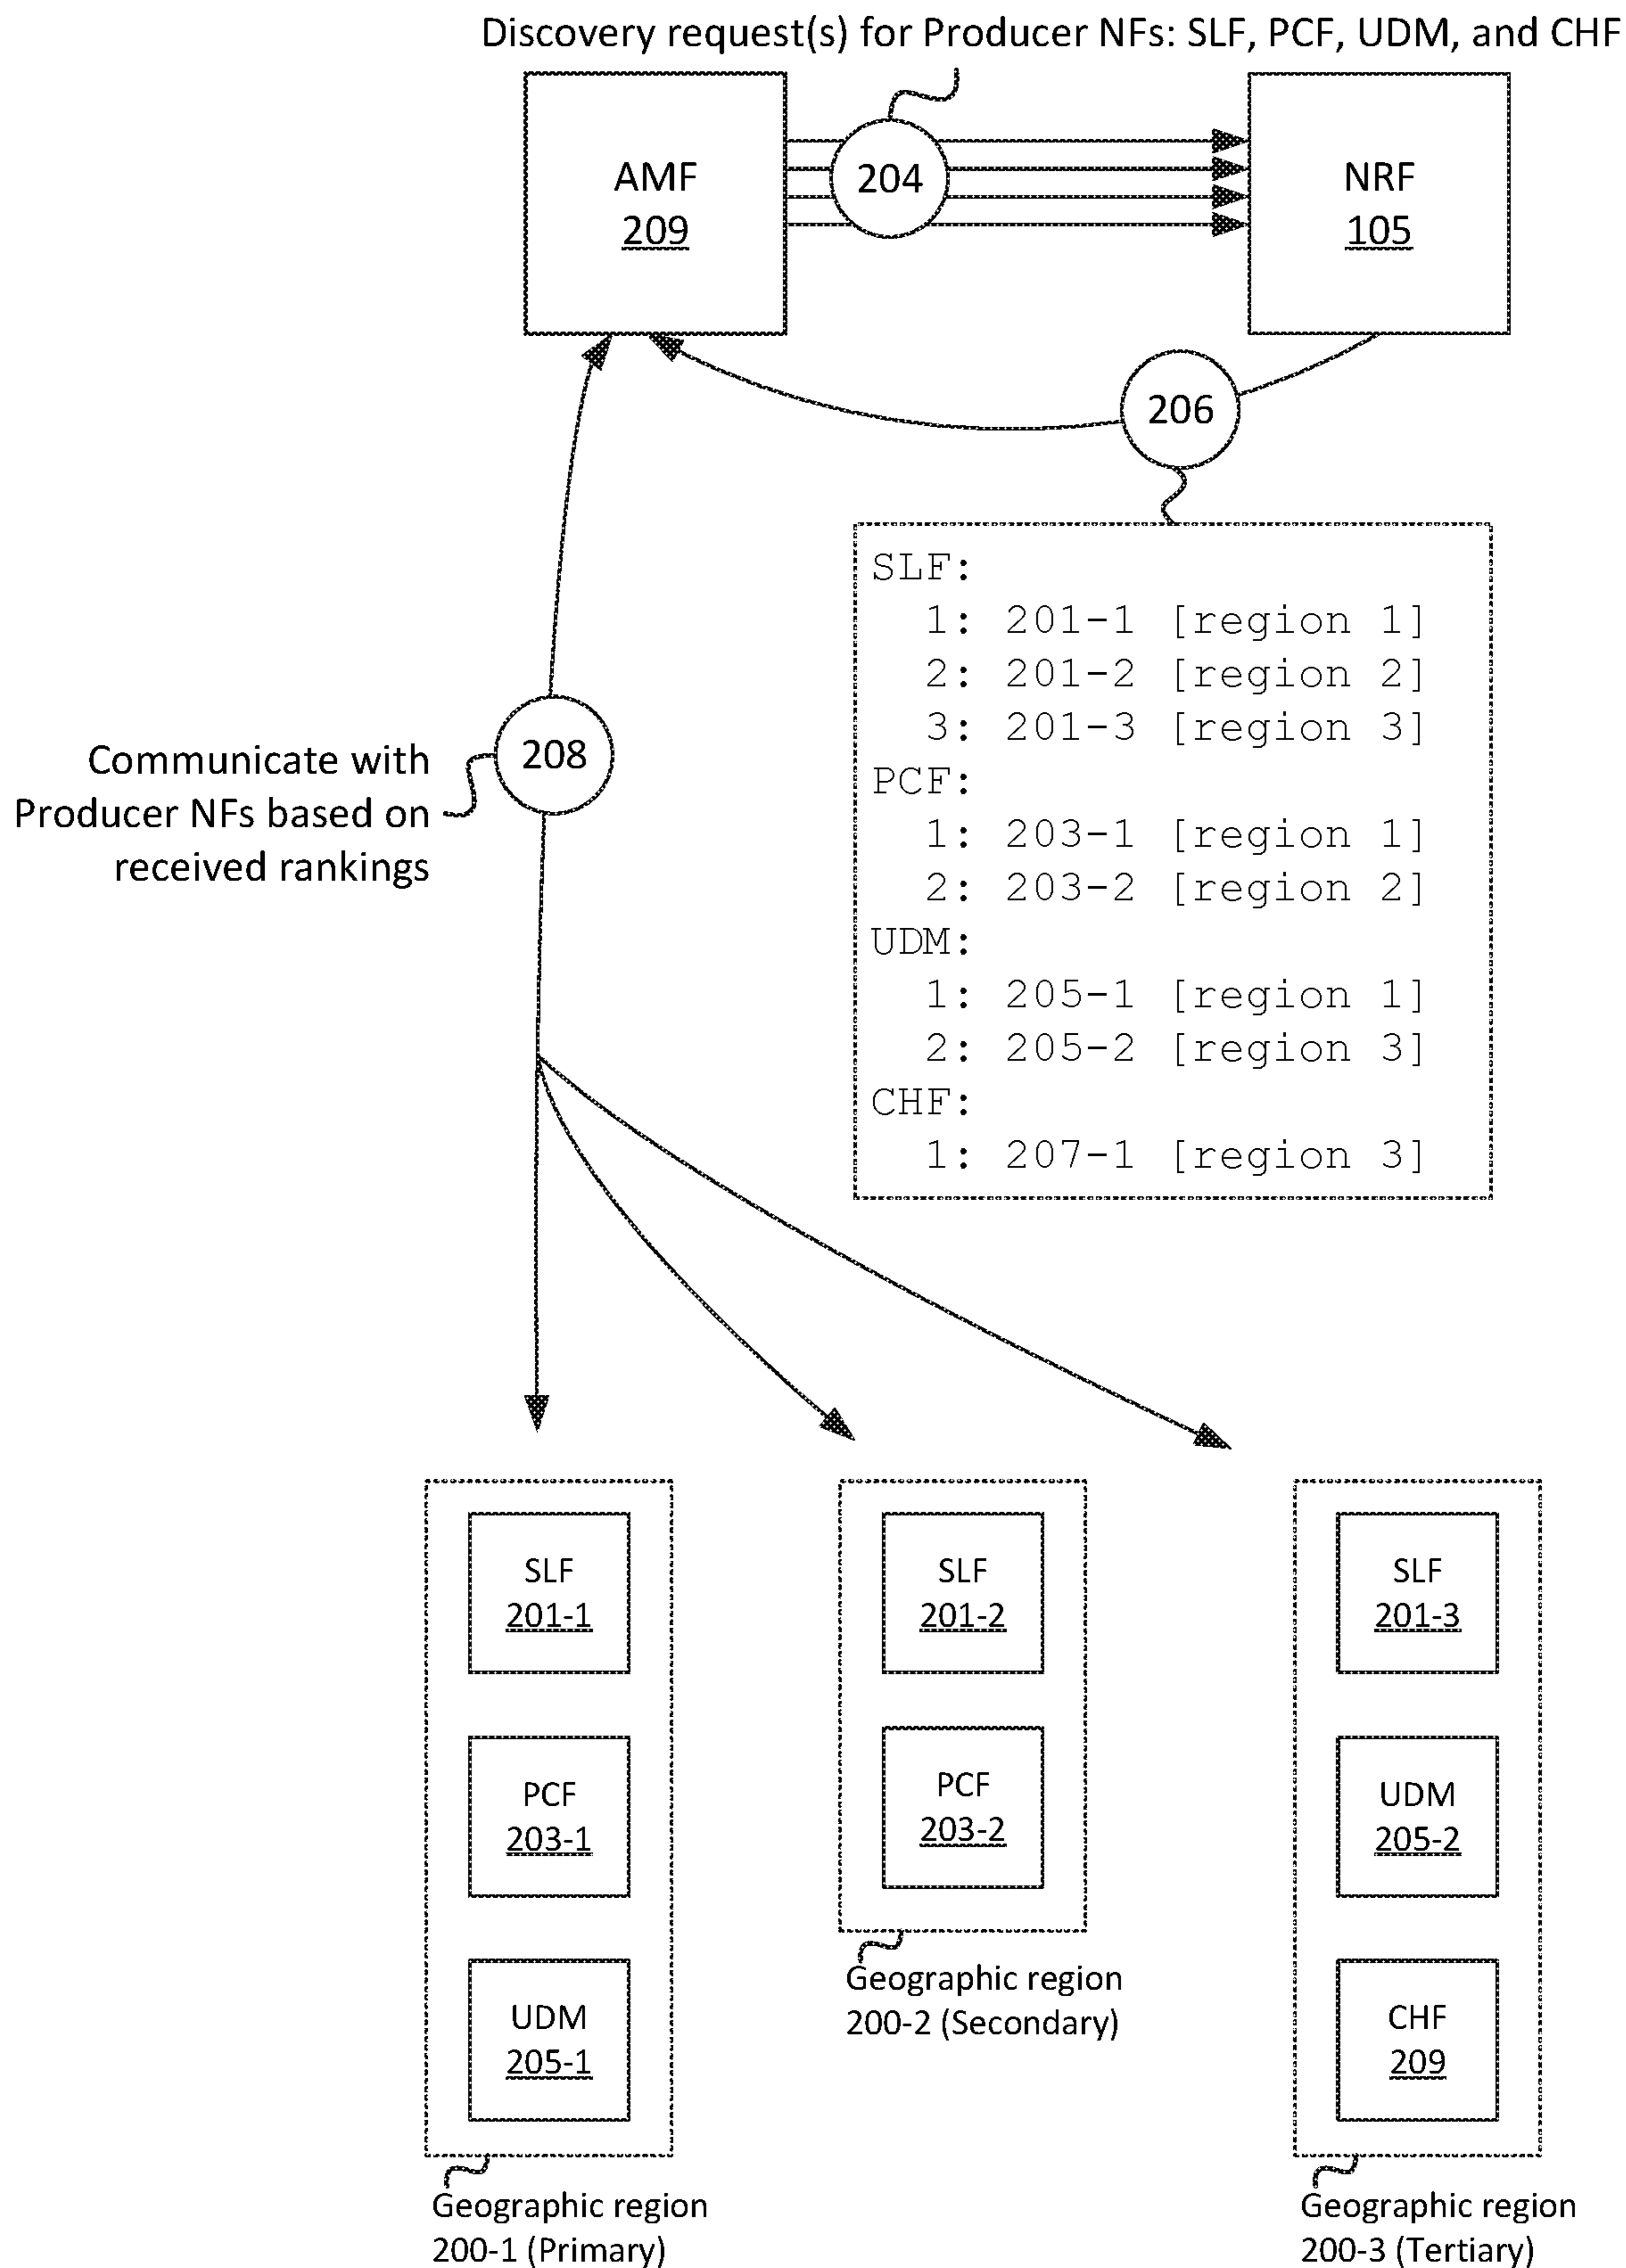 Discovery request(s) for Producer NFs: SLF, PCF, UDM, and CHF
AMF
209
204
NRF
105
206
SLF:
1: 201-1 [region 1]
2: 201-2 [region 2]
3: 201-3 [region 3]
PCF:
1: 203-1 [region 1]
2: 203-2 [region 2]
UDM:
1: 205-1 [region 1]
2: 205-2 [region 3]
CHF:
1: 207-1 [region 3]
208
Communicate with
Producer NFs based on
received rankings
SLF
201-1
PCF
203-1
UDM
205-1
Geographic region
200-1 (Primary)
SLF
201-2
PCF
203-2
Geographic region
200-2 (Secondary)
SLF
201-3
UDM
205-2
CHF
209
Geographic region
200-3 (Tertiary)